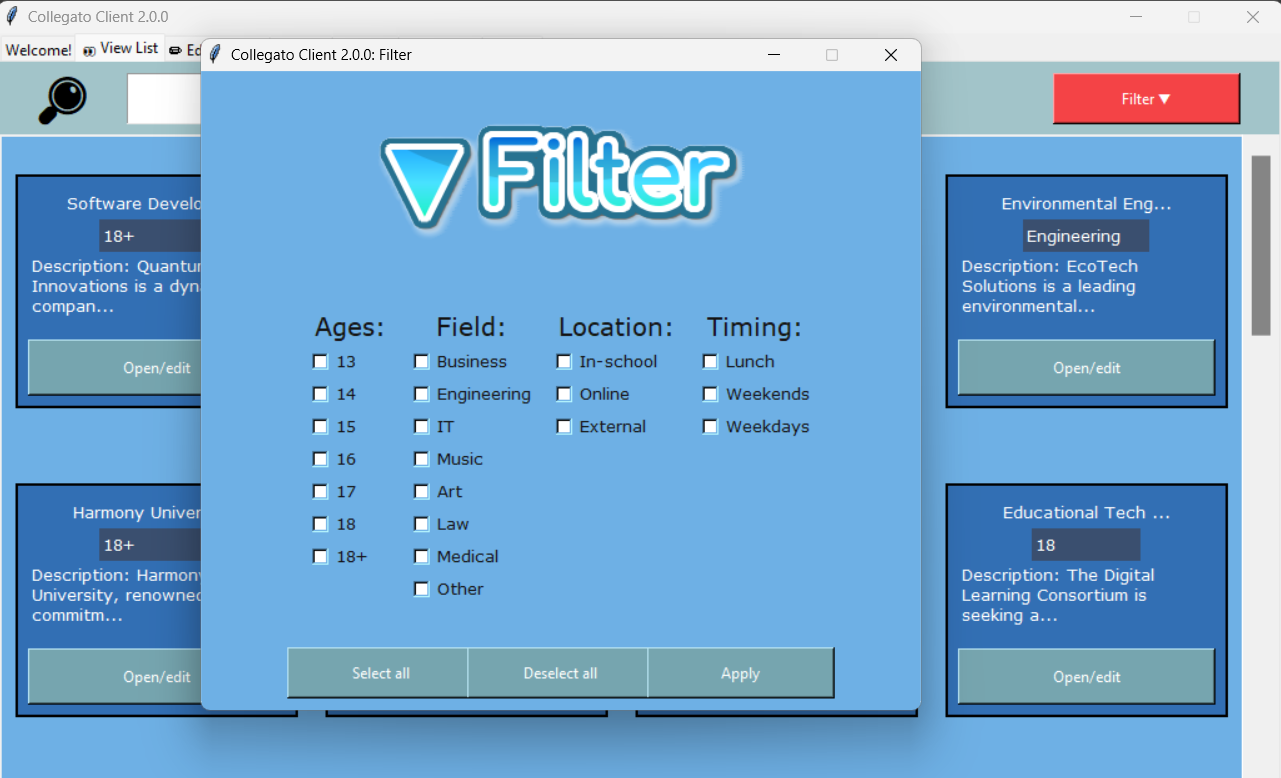 Collegato Client 2.0.0
Welcome!
View List
Collegato Client 2.0.0: Filter
Filter ▼
Filter
Software Develo
18+
Description: Quantu
Innovations is a dyn
compan...
Open/edit
Environmental Eng...
Engineering
Description: EcoTech
Solutions is a leading
environmental...
Open/edit
Ages:
13
14
15
16
17
18
18+
Field:
Business
Engineering
IT
Music
Art
Law
Medical
Other
Location:
In-school
Online
External
Timing:
Lunch
Weekends
Weekdays
Harmony Univer
18+
Description: Harmon
University, renowned
commitm...
Open/edit
Educational Tech ...
18
Description: The Digital
Learning Consortium is
seeking a...
Open/edit
Select all
Deselect all
Apply